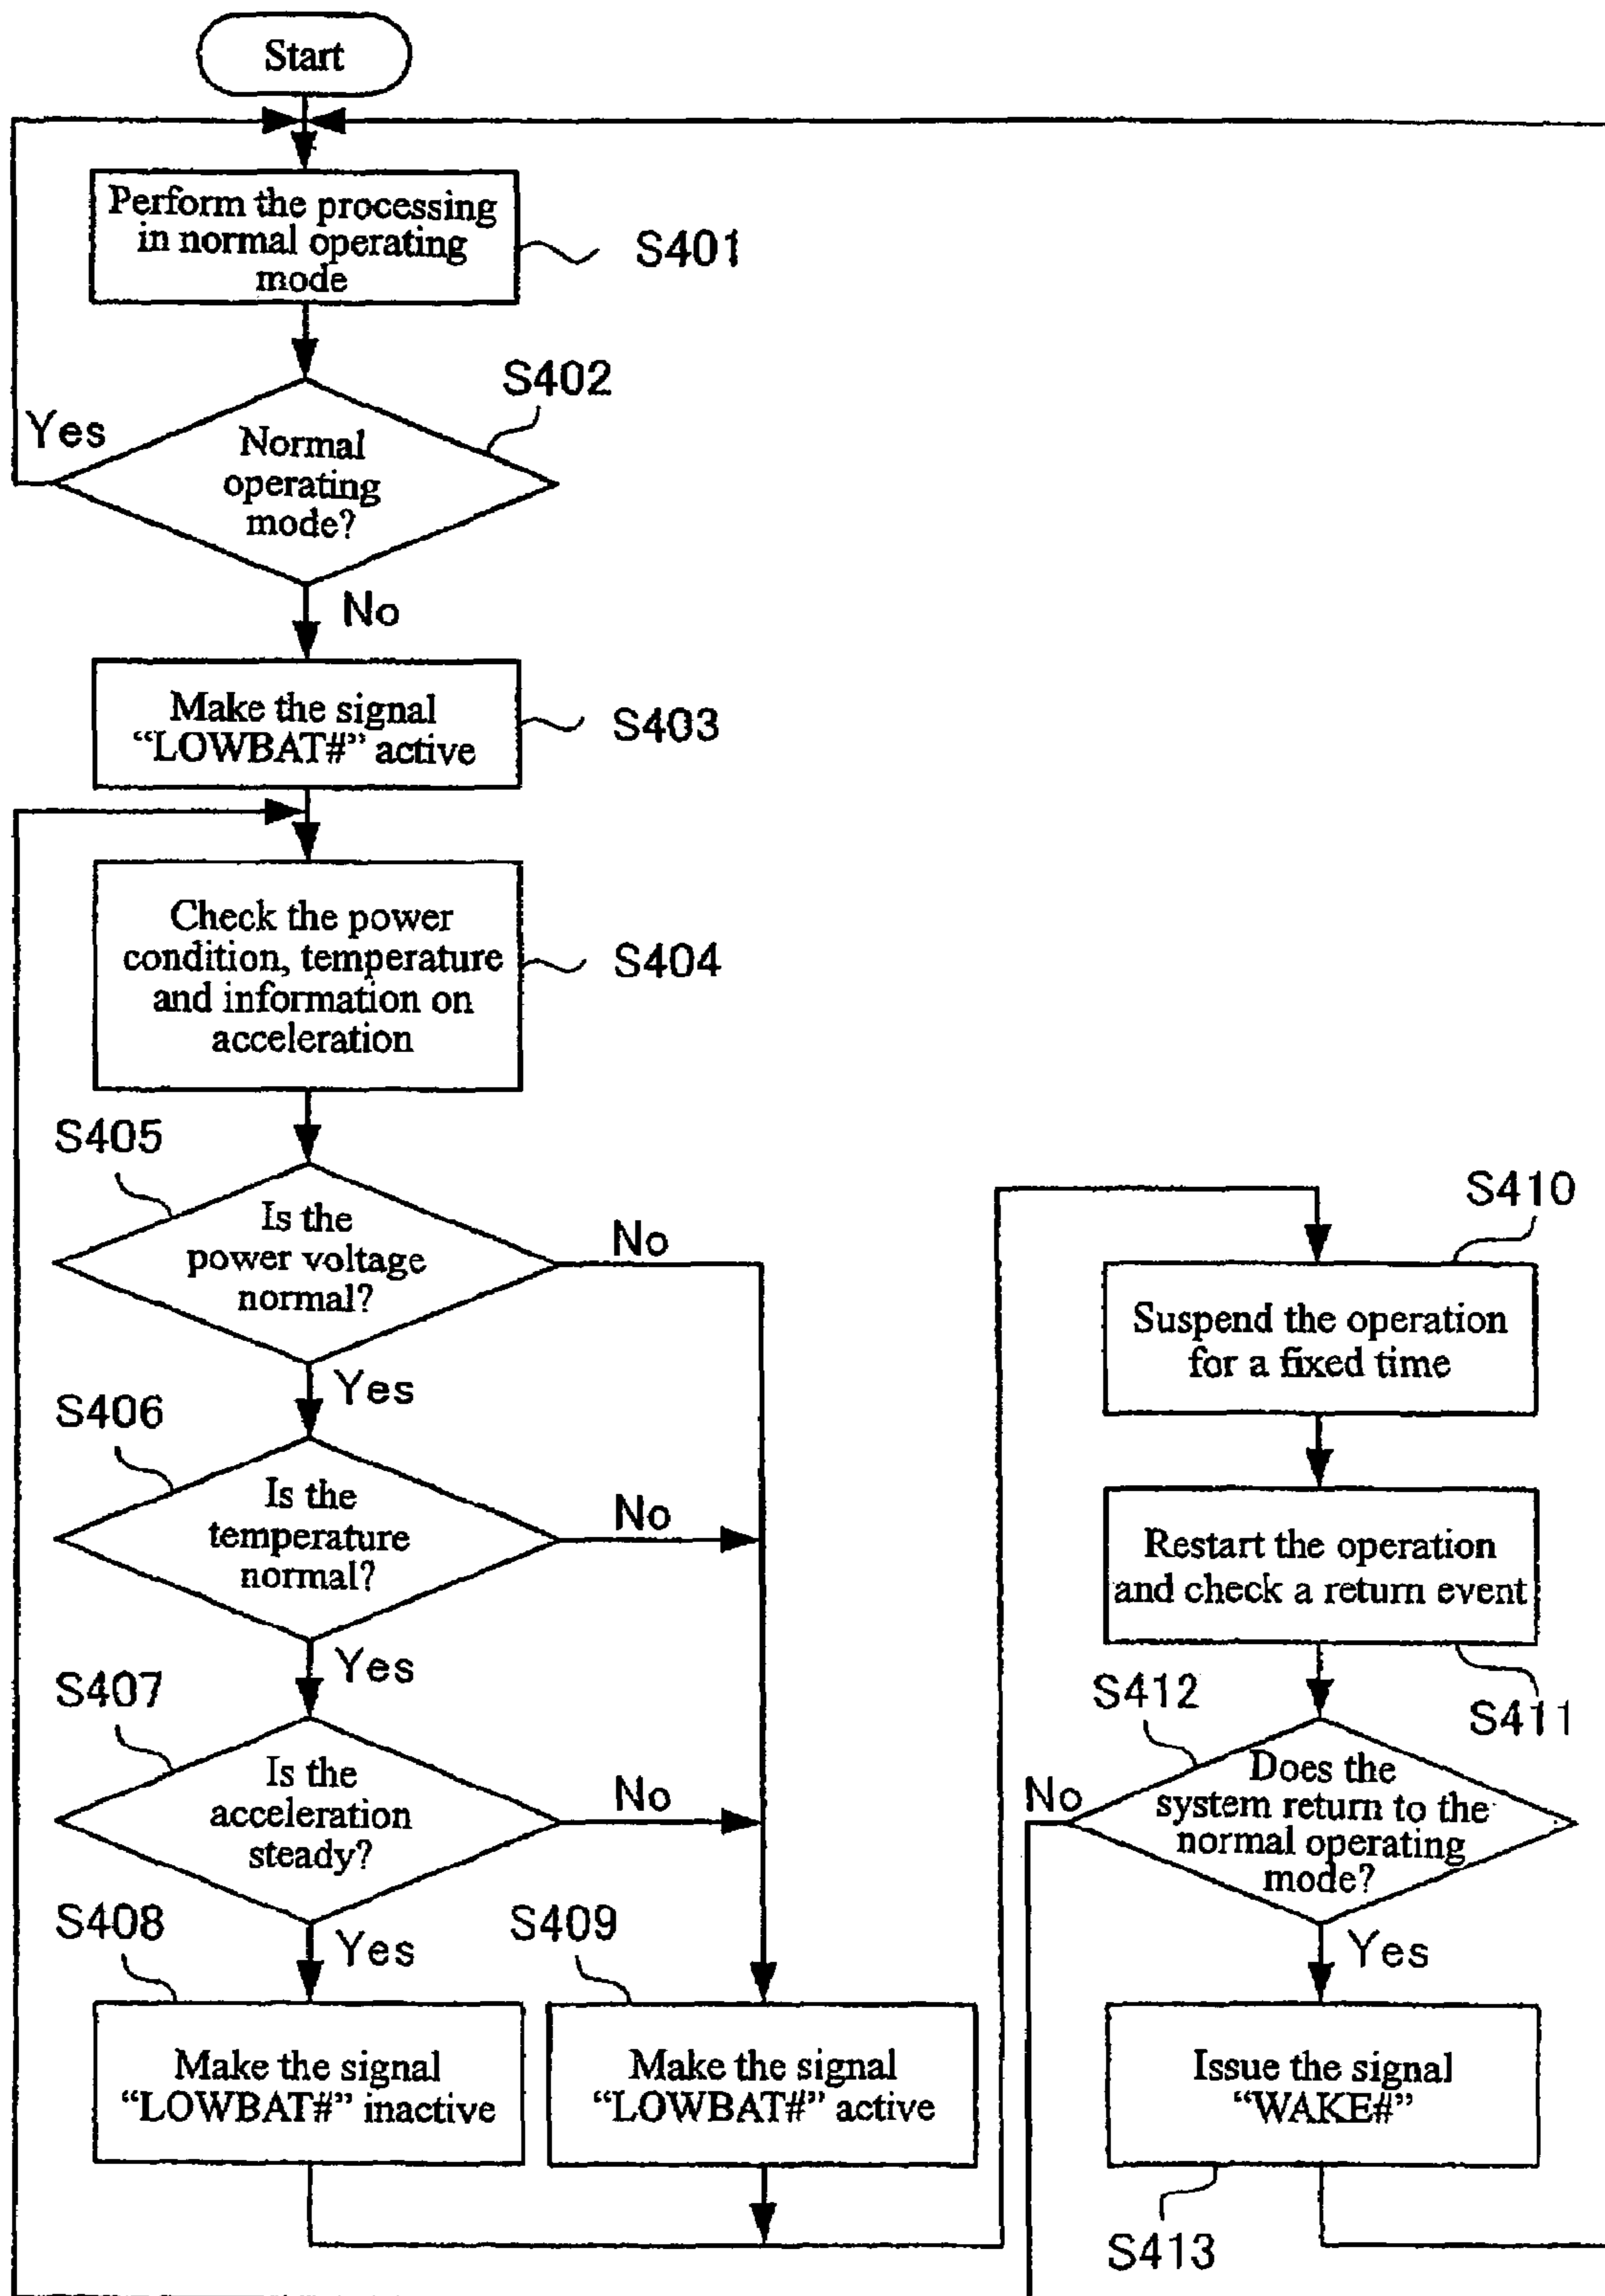 Start
Perform the processing
in normal operating
mode
S401
S402
Yes
Normal
operating
mode?
No
Make the signal
“LOWBAT#” active
S403
Check the power
condition, temperature
and information on
acceleration
S404
S405
Is the
power voltage
normal?
No
Yes
S406
Is the
temperature
normal?
No
Yes
S407
Is the
acceleration
steady?
No
Yes
S408
Make the signal
“LOWBAT#” inactive
S409
Make the signal
“LOWBAT#” active
S410
Suspend the operation
for a fixed time
Restart the operation
and check a return event
S411
S412
Does the
system return to the
normal operating
mode?
No
Yes
Issue the signal
“WAKE#”
S413